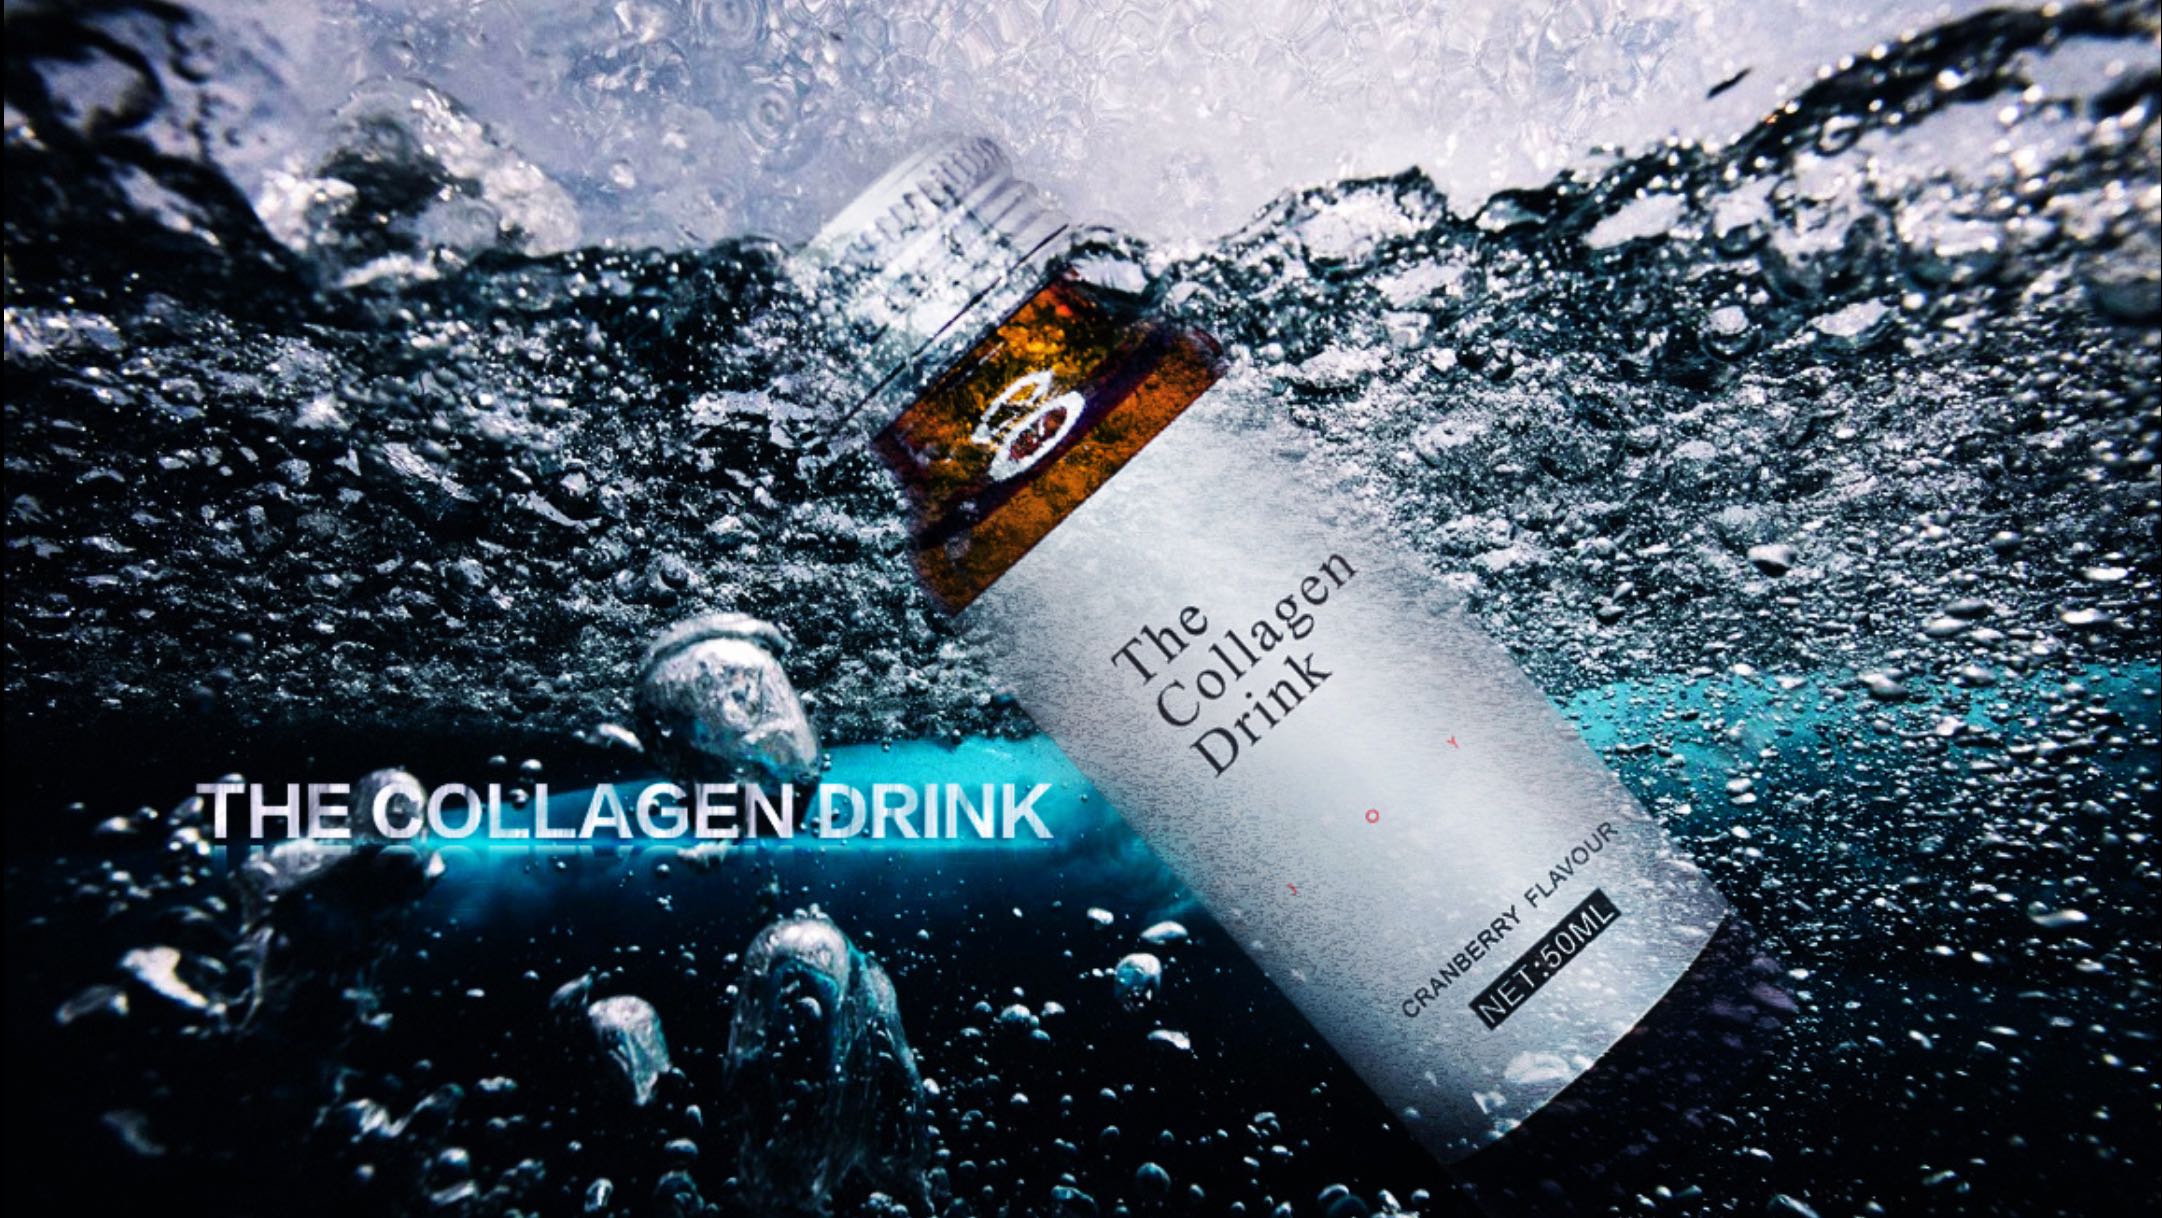 The
Collagen
Drink
J O Y
CRANBERRY FLAVOUR
NET:50ML
THE COLLAGEN DRINK